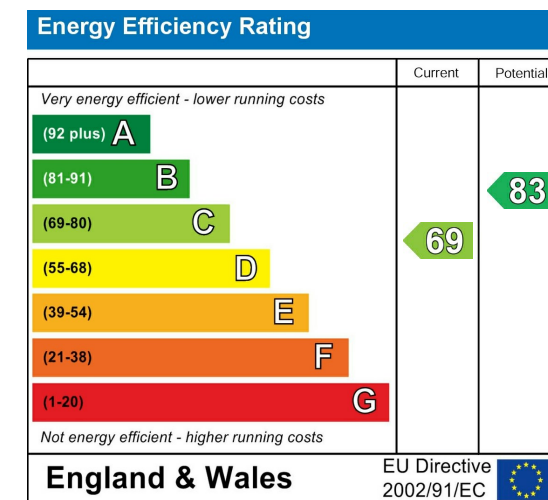 Energy Efficiency Rating
Current Potential
Very energy efficient - lower running costs
(92 plus) A
(81-91) B
83
(69-80) C
69
(55-68) D
(39-54) E
(21-38) F
(1-20) G
Not energy efficient - higher running costs
England & Wales
EU Directive
2002/91/EC